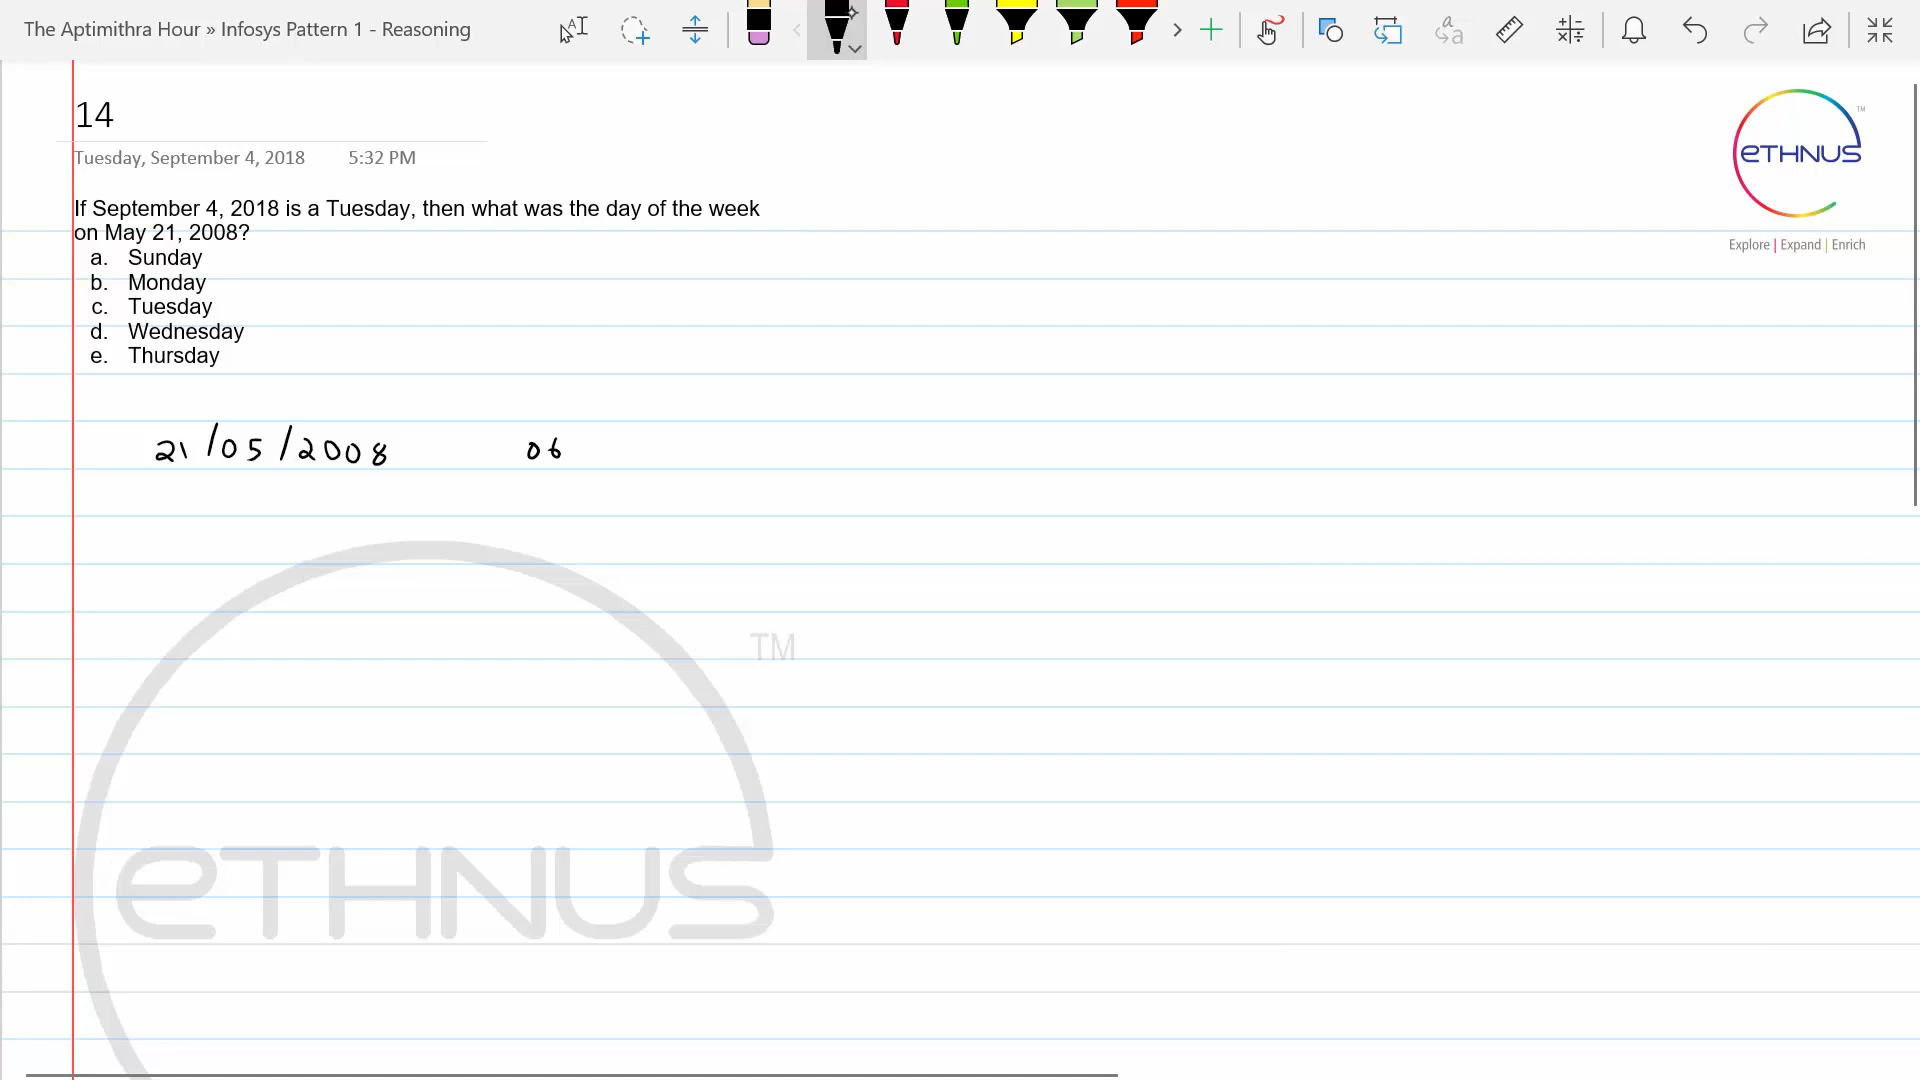 The Aptimithra Hour » Infosys Pattern 1 - Reasoning
14
Tuesday, September 4, 2018 5:32 PM
If September 4, 2018 is a Tuesday, then what was the day of the week
on May 21, 2008?
a. Sunday
b. Monday
c. Tuesday
d. Wednesday
e. Thursday
21/05/2008 06
eTHNUS TM
Explore | Expand | Enrich
TM
eTHNUS